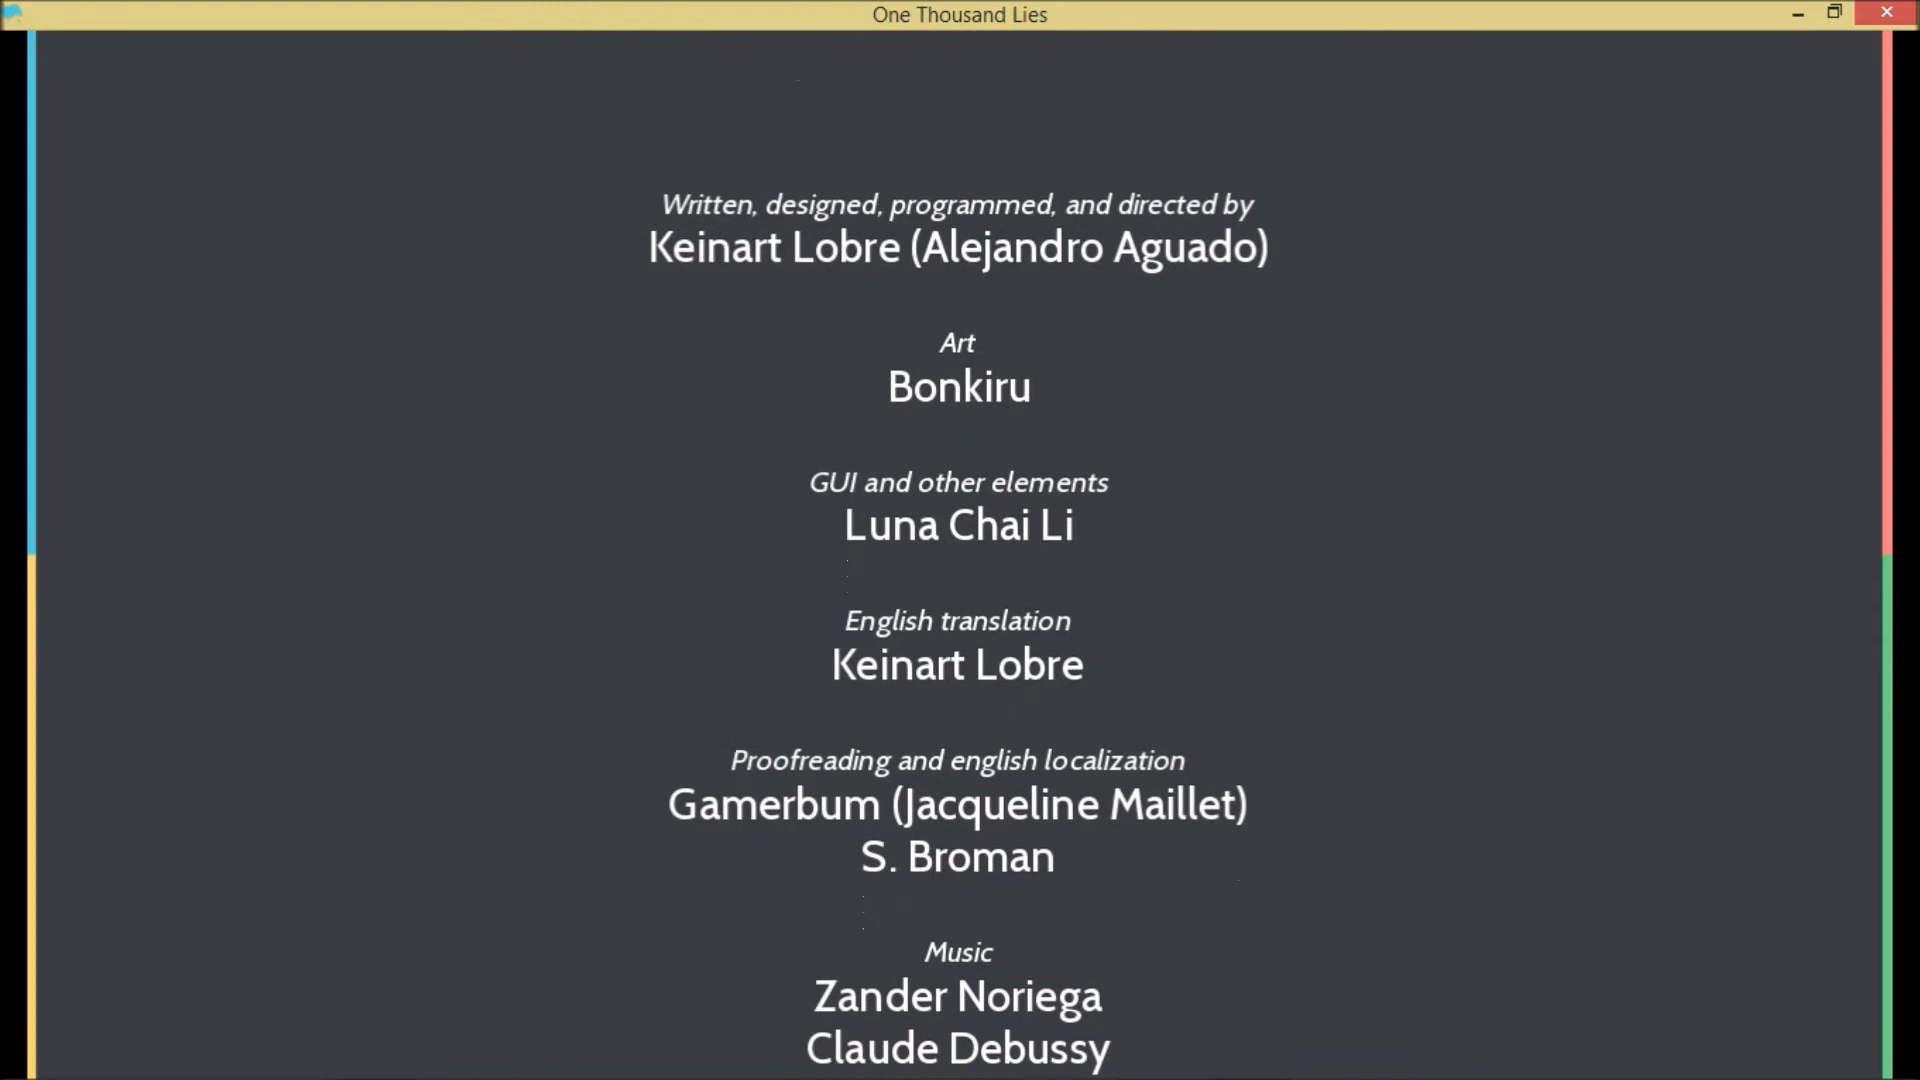 One Thousand Lies
Written, designed, programmed, and directed by
Keinart Lobre (Alejandro Aguado)
Art
Bonkiru
GUI and other elements
Luna Chai Li
English translation
Keinart Lobre
Proofreading and english localization
Gamerbum (Jacqueline Maillet)
S. Broman
Music
Zander Noriega
Claude Debussy